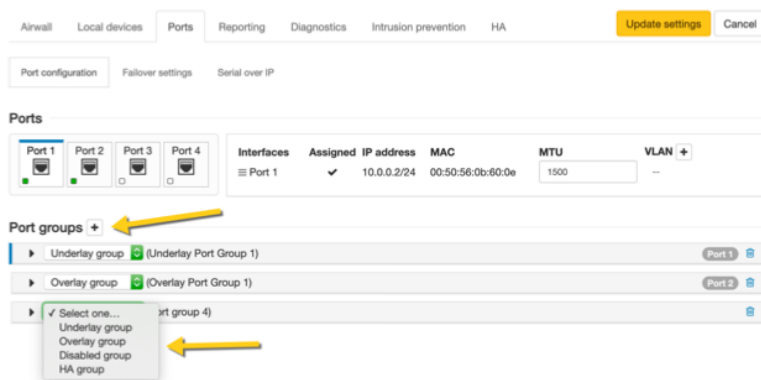 Airwall Local devices Ports Reporting Diagnostics Intrusion prevention HA Update settings Cancel
Port configuration Failover settings Serial over IP
Ports
Port 1 Port 2 Port 3 Port 4
Interfaces Assigned IP address MAC MTU VLAN +
Port 1 ✓ 10.0.0.2/24 00:50:56:0b:60:0e 1500 --
Port groups +
Underlay group (Underlay Port Group 1) Port 1
Overlay group (Overlay Port Group 1) Port 2
✓ Select one... ort group 4)
Underlay group
Overlay group
Disabled group
HA group